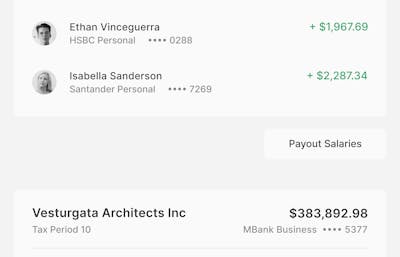 Ethan Vinceguerra + $1,967.69
HSBC Personal •••• 0288
Isabella Sanderson + $2,287.34
Santander Personal •••• 7269
Payout Salaries
Vesturgata Architects Inc $383,892.98
Tax Period 10 MBank Business •••• 5377